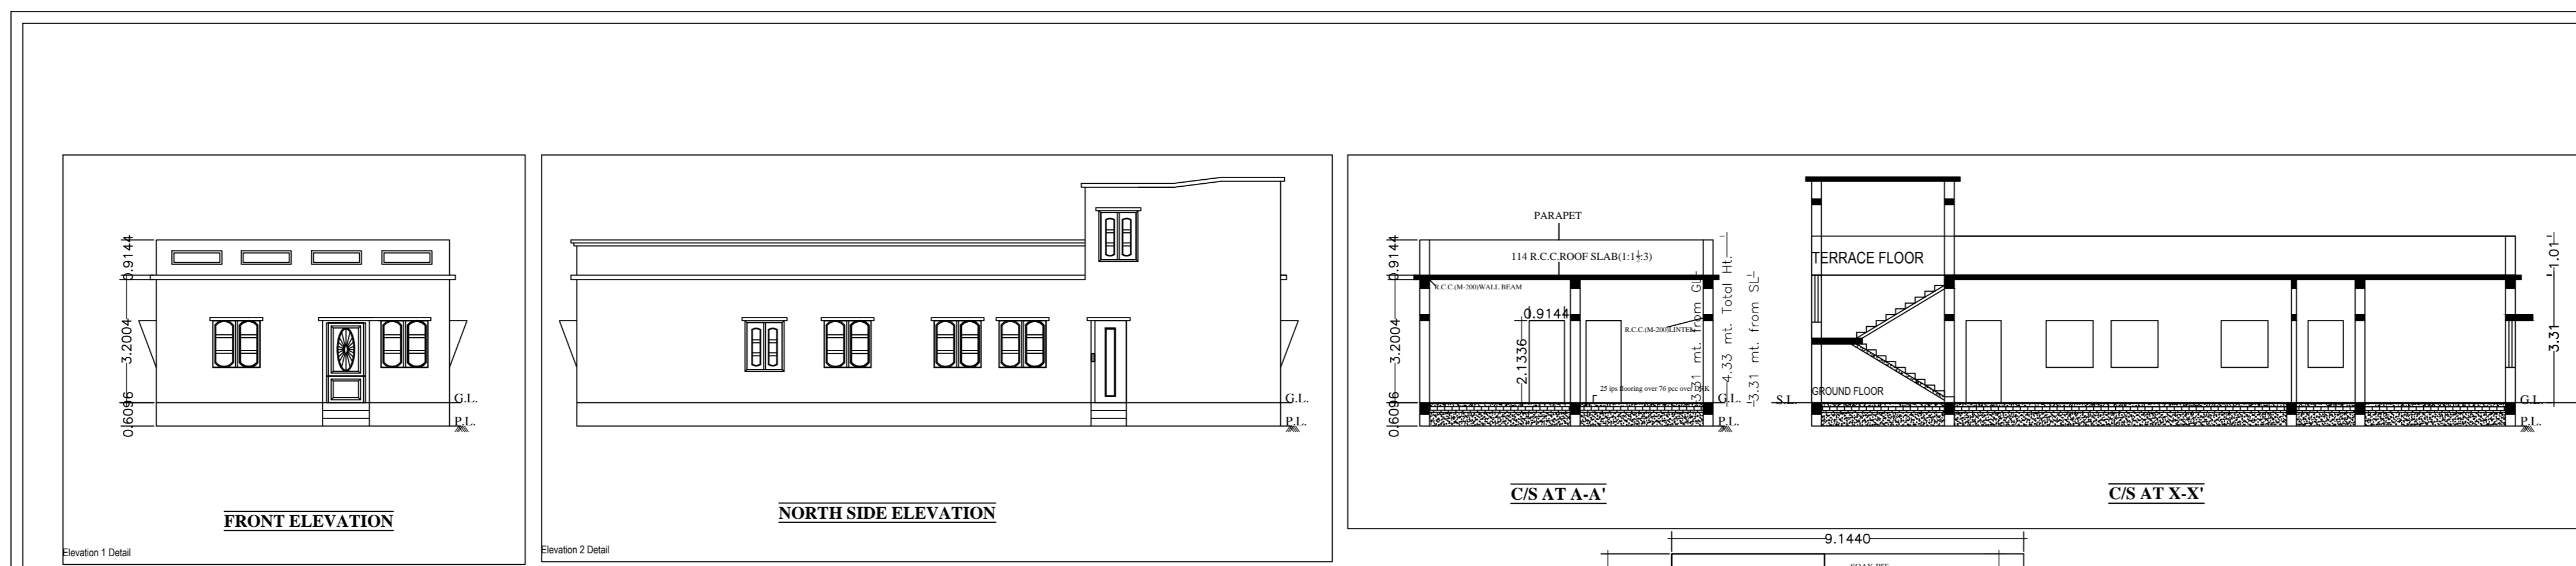 0.9144
3.2004
0.6096
G.L.
P.L.
FRONT ELEVATION
Elevation 1 Detail
G.L.
P.L.
NORTH SIDE ELEVATION
Elevation 2 Detail
PARAPET
114 R.C.C.ROOF SLAB(1:1½:3)
R.C.C.(M-200)WALL BEAM
0.9144
3.2004
0.6096
0.9144
2.1336
R.C.C.(M-200)LINTEL
25 ips flooring over 76 pcc over
3.31 mt. from GL
4.33 mt. Total Ht.
3.31 mt. from SL
G.L.
P.L.
C/S AT A-A'
TERRACE FLOOR
GROUND FLOOR
S.L.
1.01
3.31
G.L.
P.L.
C/S AT X-X'
9.1440
SOAK PIT